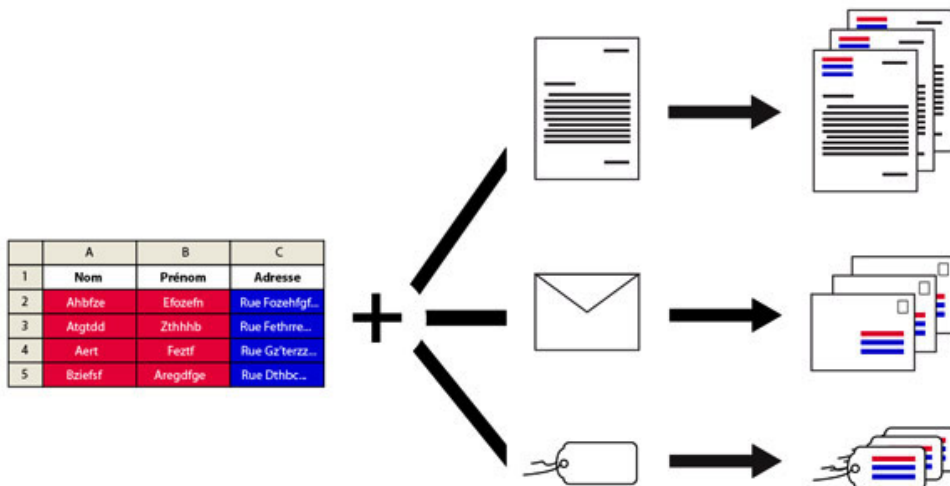 A B C
1 Nom Prénom Adresse
2 Ahbfze Efozefn Rue Fozehfgf...
3 Atgtdd Zthhhb Rue Fethrre...
4 Aert Feztf Rue Gz'terzz...
5 Bziefsf Aregdfge Rue Dthbc...